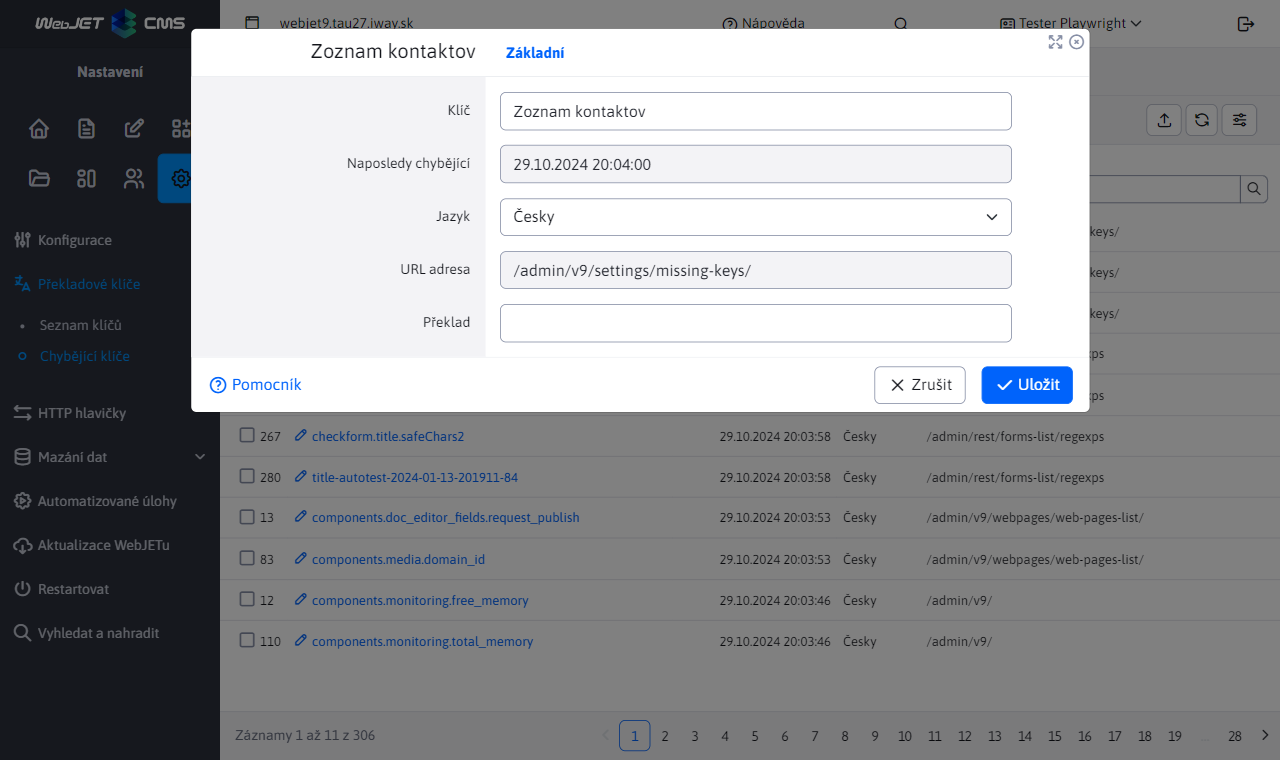 WebJET CMS
webjet9.tau27.iway.sk
Nápověda
Tester Playwright
Nastavení
Konfigurace
Překladové klíče
Seznam klíčů
Chybějící klíče
HTTP hlavičky
Mazání dat
Automatizované úlohy
Aktualizace WebJETu
Restartovat
Vyhledat a nahradit
Zoznam kontaktov
Základní
Klíč
Zoznam kontaktov
Naposledy chybějící
29.10.2024 20:04:00
Jazyk
Česky
URL adresa
/admin/v9/settings/missing-keys/
Překlad
Pomocník
Zrušit
Uložit
keys/
keys/
keys/
ps
ps
267 checkform.title.safeChars2 29.10.2024 20:03:58 Česky /admin/rest/forms-list/regexps
280 title-autotest-2024-01-13-201911-84 29.10.2024 20:03:58 Česky /admin/rest/forms-list/regexps
13 components.doc_editor_fields.request_publish 29.10.2024 20:03:53 Česky /admin/v9/webpages/web-pages-list/
83 components.media.domain_id 29.10.2024 20:03:53 Česky /admin/v9/webpages/web-pages-list/
12 components.monitoring.free_memory 29.10.2024 20:03:46 Česky /admin/v9/
110 components.monitoring.total_memory 29.10.2024 20:03:46 Česky /admin/v9/
Záznamy 1 až 11 z 306
1 2 3 4 5 6 7 8 9 10 11 12 13 14 15 16 17 18 19 … 28